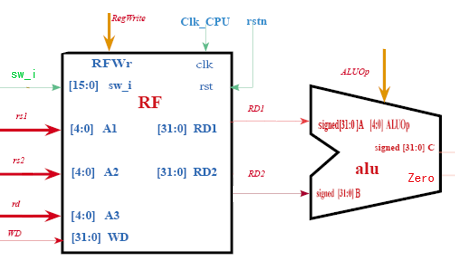 RegWrite
Clk_CPU rstn
RFWr clk
sw_i [15:0] sw_i rst
RF
ALUOp
rs1 [4:0] A1 [31:0] RD1 RD1 signed[31:0]A [4:0] ALUOp
signed [31:0] C
rs2 [4:0] A2 [31:0] RD2 RD2 alu Zero
signed [31:0] B
rd [4:0] A3
WD [31:0] WD